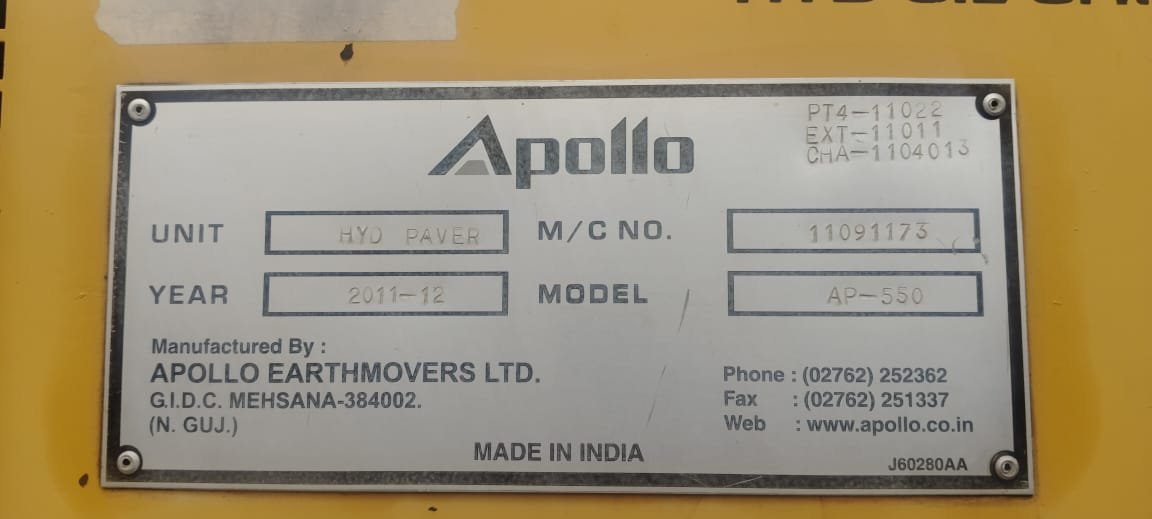 PT4-11022
EXT-11011
CHA-1104013
Apollo
UNIT HYD PAVER M/C NO. 11091173
YEAR 2011-12 MODEL AP-550
Manufactured By :
APOLLO EARTHMOVERS LTD.
G.I.D.C. MEHSANA-384002.
(N. GUJ.)
Phone : (02762) 252362
Fax : (02762) 251337
Web : www.apollo.co.in
MADE IN INDIA
J60280AA